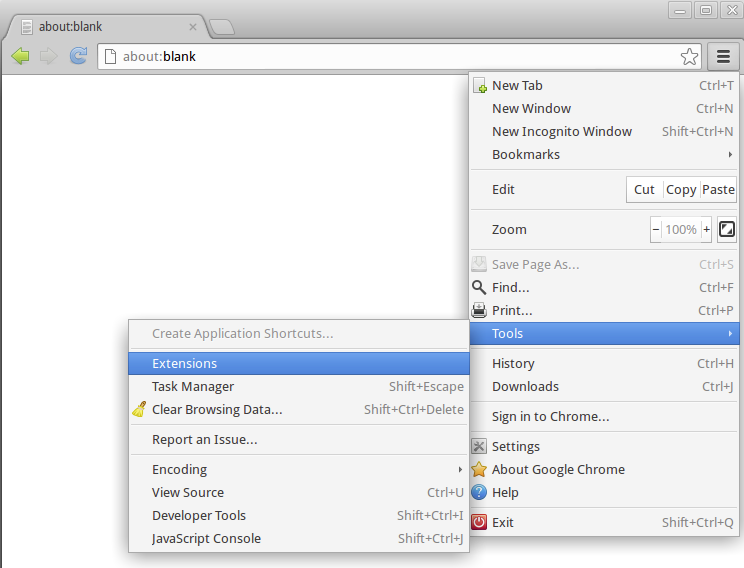 about:blank
about:blank
New Tab Ctrl+T
New Window Ctrl+N
New Incognito Window Shift+Ctrl+N
Bookmarks
Edit Cut Copy Paste
Zoom − 100% +
Save Page As... Ctrl+S
Find... Ctrl+F
Print... Ctrl+P
Tools
History Ctrl+H
Downloads Ctrl+J
Sign in to Chrome...
Settings
About Google Chrome
Help
Exit Shift+Ctrl+Q
Create Application Shortcuts...
Extensions
Task Manager Shift+Escape
Clear Browsing Data... Shift+Ctrl+Delete
Report an Issue...
Encoding
View Source Ctrl+U
Developer Tools Shift+Ctrl+I
JavaScript Console Shift+Ctrl+J